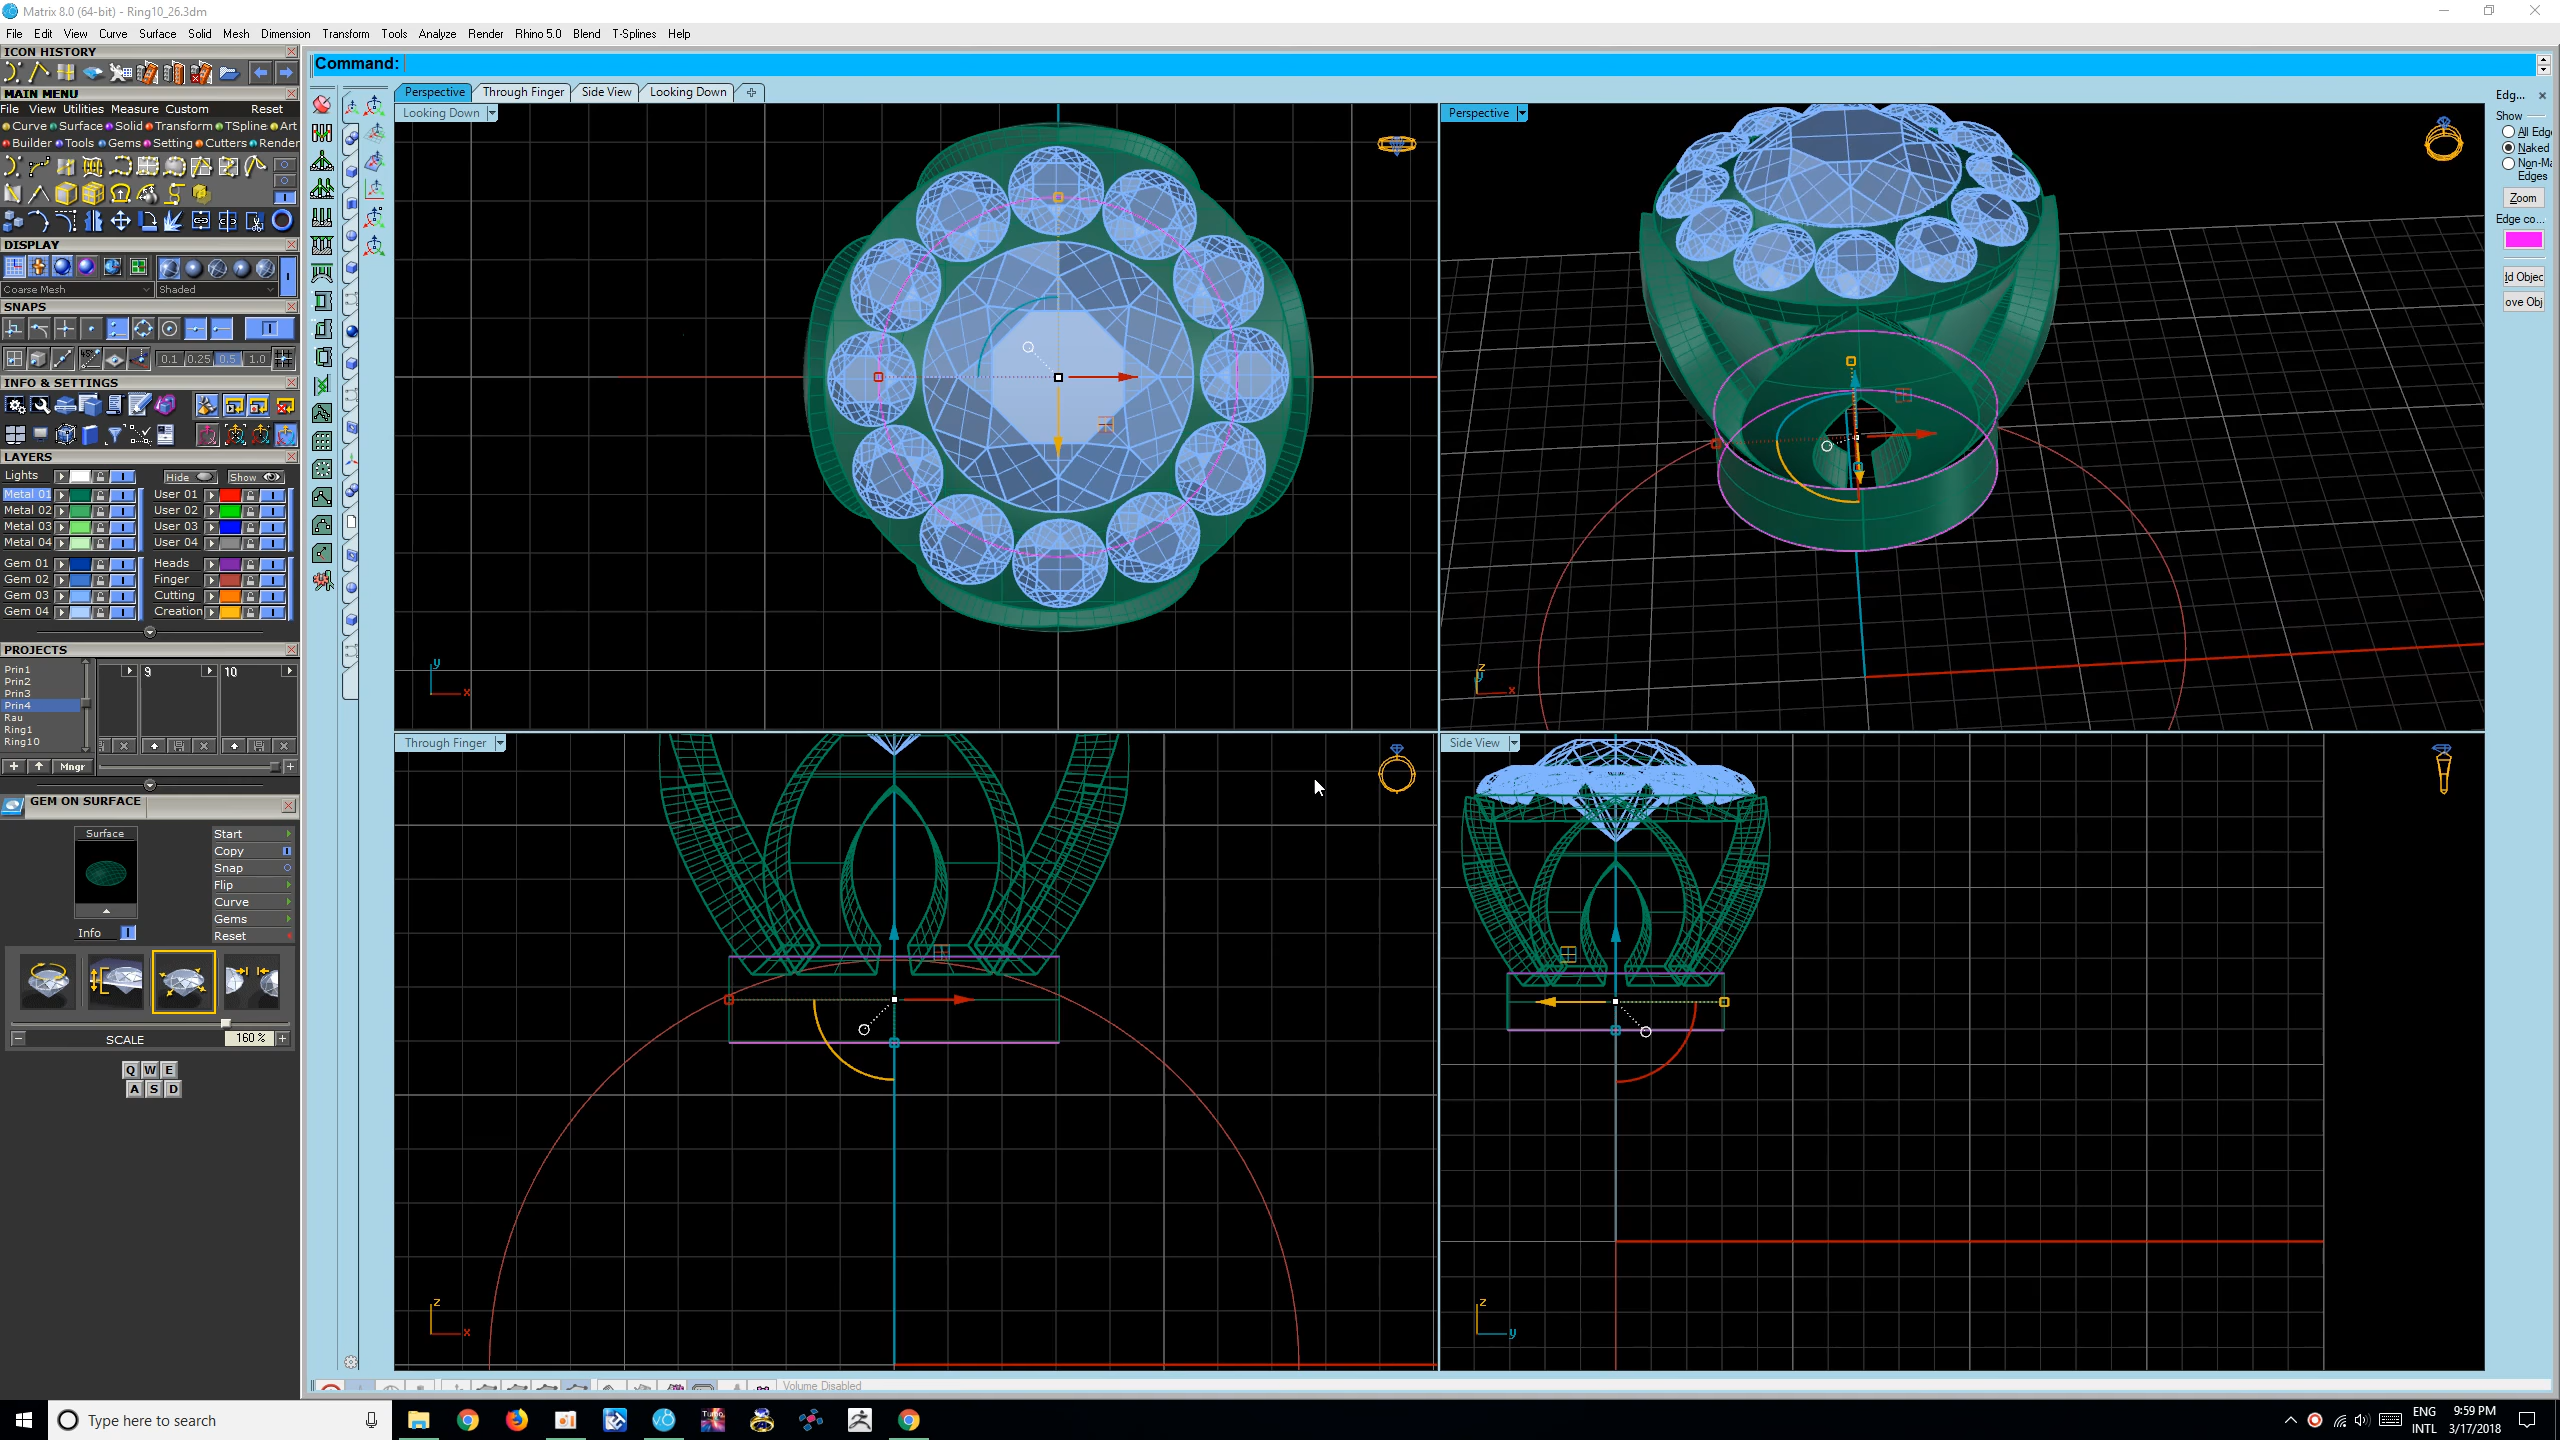 Matrix 8.0 (64-bit) - Ring10_26.3dm
File Edit View Curve Surface Solid Mesh Dimension Transform Tools Analyze Render Rhino 5.0 Blend T-Splines Help
ICON HISTORY
MAIN MENU
File View Utilities Measure Custom Reset
Curve Surface Solid Transform TSpline Art
Builder Tools Gems Setting Cutters Render
DISPLAY
Coarse Mesh Shaded
SNAPS
0.1 0.25 0.5 1.0
INFO & SETTINGS
LAYERS
Lights Hide Show
Metal 01 User 01
Metal 02 User 02
Metal 03 User 03
Metal 04 User 04
Gem 01 Heads
Gem 02 Finger
Gem 03 Cutting
Gem 04 Creation
PROJECTS
Prin1 9 10
Prin2
Prin3
Prin4
Rau
Ring1
Ring10
Mngr
GEM ON SURFACE
Surface Start
Copy
Snap
Flip
Curve
Gems
Info Reset
SCALE 160 %
Q W E
A S D
Command:
Perspective Through Finger Side View Looking Down
Looking Down
y
x
Perspective
z
y
x
Through Finger
z
x
Side View
z
y
Edg...
Show
All Edg
Naked
Non-Ma
Edges
Zoom
Edge co...
ld Objec
ove Obj
Volume Disabled
Type here to search
Turbo
ENG
INTL
9:59 PM
3/17/2018